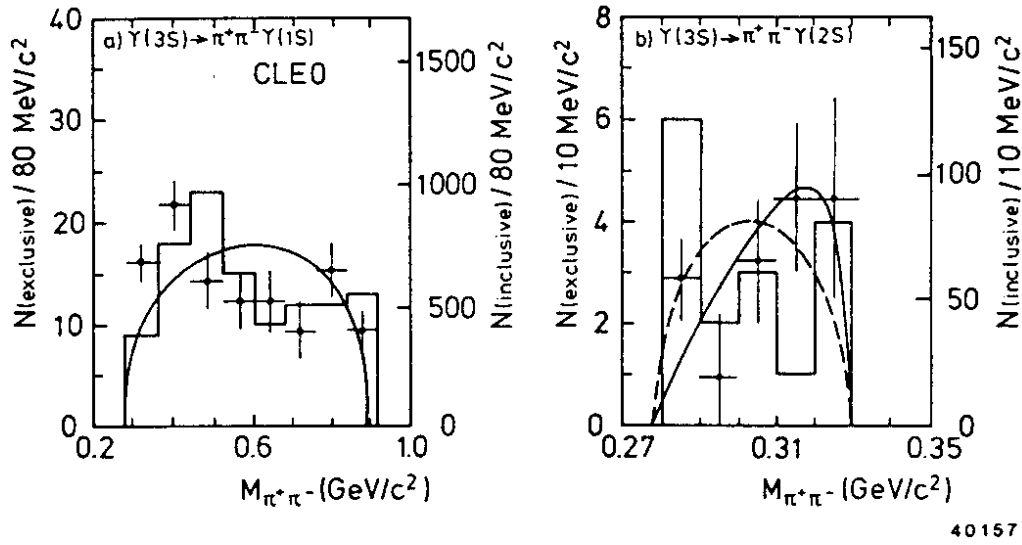 a) ϒ(3S)→π⁺π⁻ϒ(1S)
CLEO
N(exclusive) / 80 MeV/c²
40
30
20
10
0
0.2
0.6
1.0
M π⁺π⁻ (GeV/c²)
1000
500
0
N(inclusive) / 80 MeV/c²
b) ϒ(3S)→π⁺π⁻ϒ(2S)
N(exclusive) / 10 MeV/c²
8
6
4
2
0
0.27
0.31
0.35
M π⁺π⁻ (GeV/c²)
150
100
50
0
N(inclusive) / 10 MeV/c²
40157